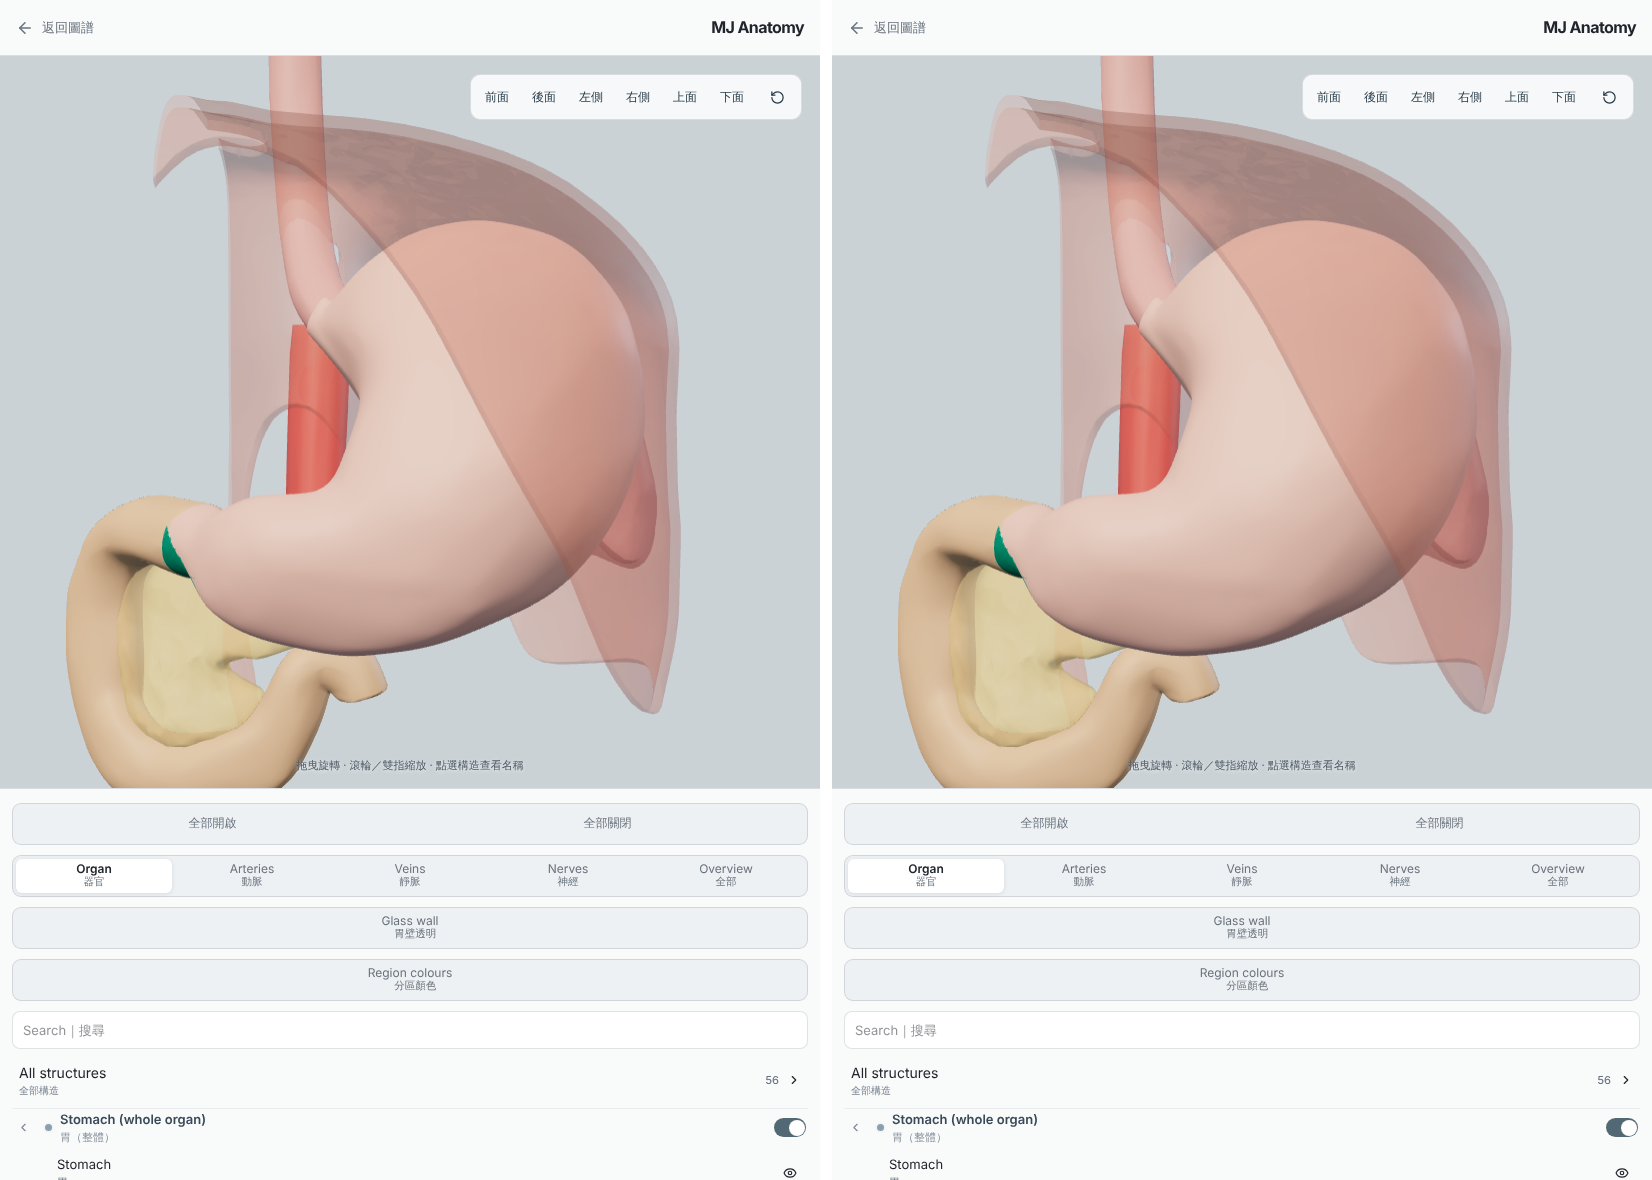 返回圖譜
MJ Anatomy
前面 後面 左側 右側 上面 下面
拖曳旋轉 · 滾輪／雙指縮放 · 點選構造查看名稱
全部開啟 全部關閉
Organ Arteries Veins Nerves Overview
器官 動脈 靜脈 神經 全部
Glass wall
胃壁透明
Region colours
分區顏色
Search | 搜尋
All structures
全部構造
56
Stomach (whole organ)
胃（整體）
Stomach
返回圖譜
MJ Anatomy
前面 後面 左側 右側 上面 下面
拖曳旋轉 · 滾輪／雙指縮放 · 點選構造查看名稱
全部開啟 全部關閉
Organ Arteries Veins Nerves Overview
器官 動脈 靜脈 神經 全部
Glass wall
胃壁透明
Region colours
分區顏色
Search | 搜尋
All structures
全部構造
56
Stomach (whole organ)
胃（整體）
Stomach